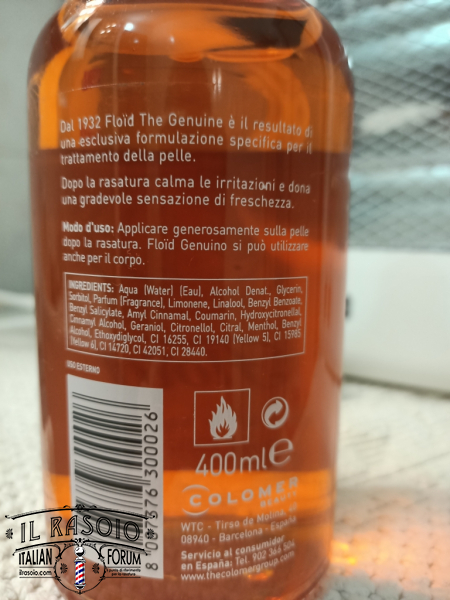 Dal 1932 Floïd The Genuine è il resultato di
una esclusiva formulazione specifica per il
trattamento della pelle.
Dopo la rasatura calma le irritazioni e dona
una gradevole sensazione di freschezza.
Modo d'uso: Applicare generosamente sulla pelle
dopo la rasatura. Floïd Genuino si può utilizzare
anche per il corpo.
INGREDIENTS: Aqua (Water) (Eau), Alcohol Denat., Glycerin,
Sorbitol, Parfum (Fragrance), Limonene, Linalool, Benzyl Benzoate,
Benzyl Salicylate, Amyl Cinnamal, Coumarin, Hydroxycitronellal,
Cinnamyl Alcohol, Geraniol, Citronellol, Citral, Menthol, Benzyl
Alcohol, Ethoxydiglycol, CI 16255, CI 19140 (Yellow 5), CI 15985
(Yellow 6), CI 14720, CI 42051, CI 28440.
USO ESTERNO
400ml e
COLOMER
BEAUTY
WTC - Tirso de Molina, 40
08940 - Barcelona - España
Servicio al consumidor
en España: Tel. 902 364 504
www.thecolomergroup.com
IL RASOIO
ITALIAN FORUM
ilrasoio.com